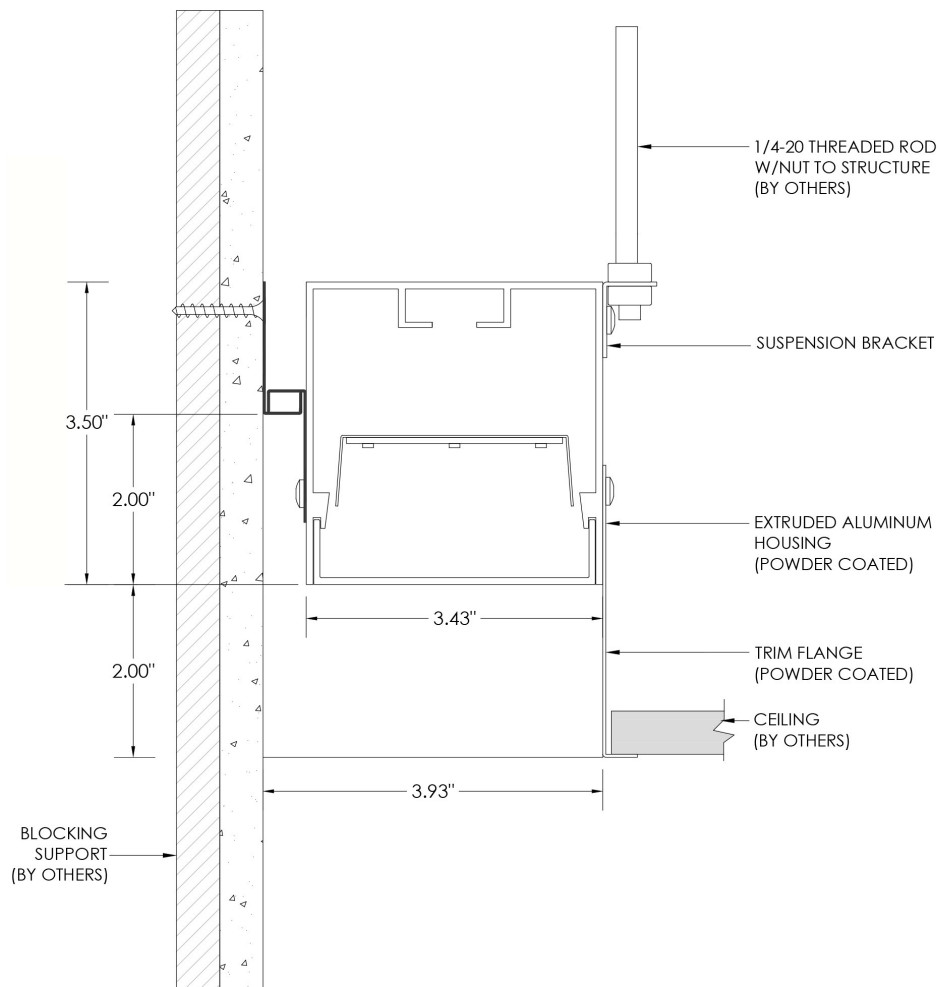 1/4-20 THREADED ROD
W/NUT TO STRUCTURE
(BY OTHERS)
SUSPENSION BRACKET
3.50"
2.00"
EXTRUDED ALUMINUM
HOUSING
(POWDER COATED)
3.43"
2.00"
TRIM FLANGE
(POWDER COATED)
CEILING
(BY OTHERS)
3.93"
BLOCKING
SUPPORT
(BY OTHERS)